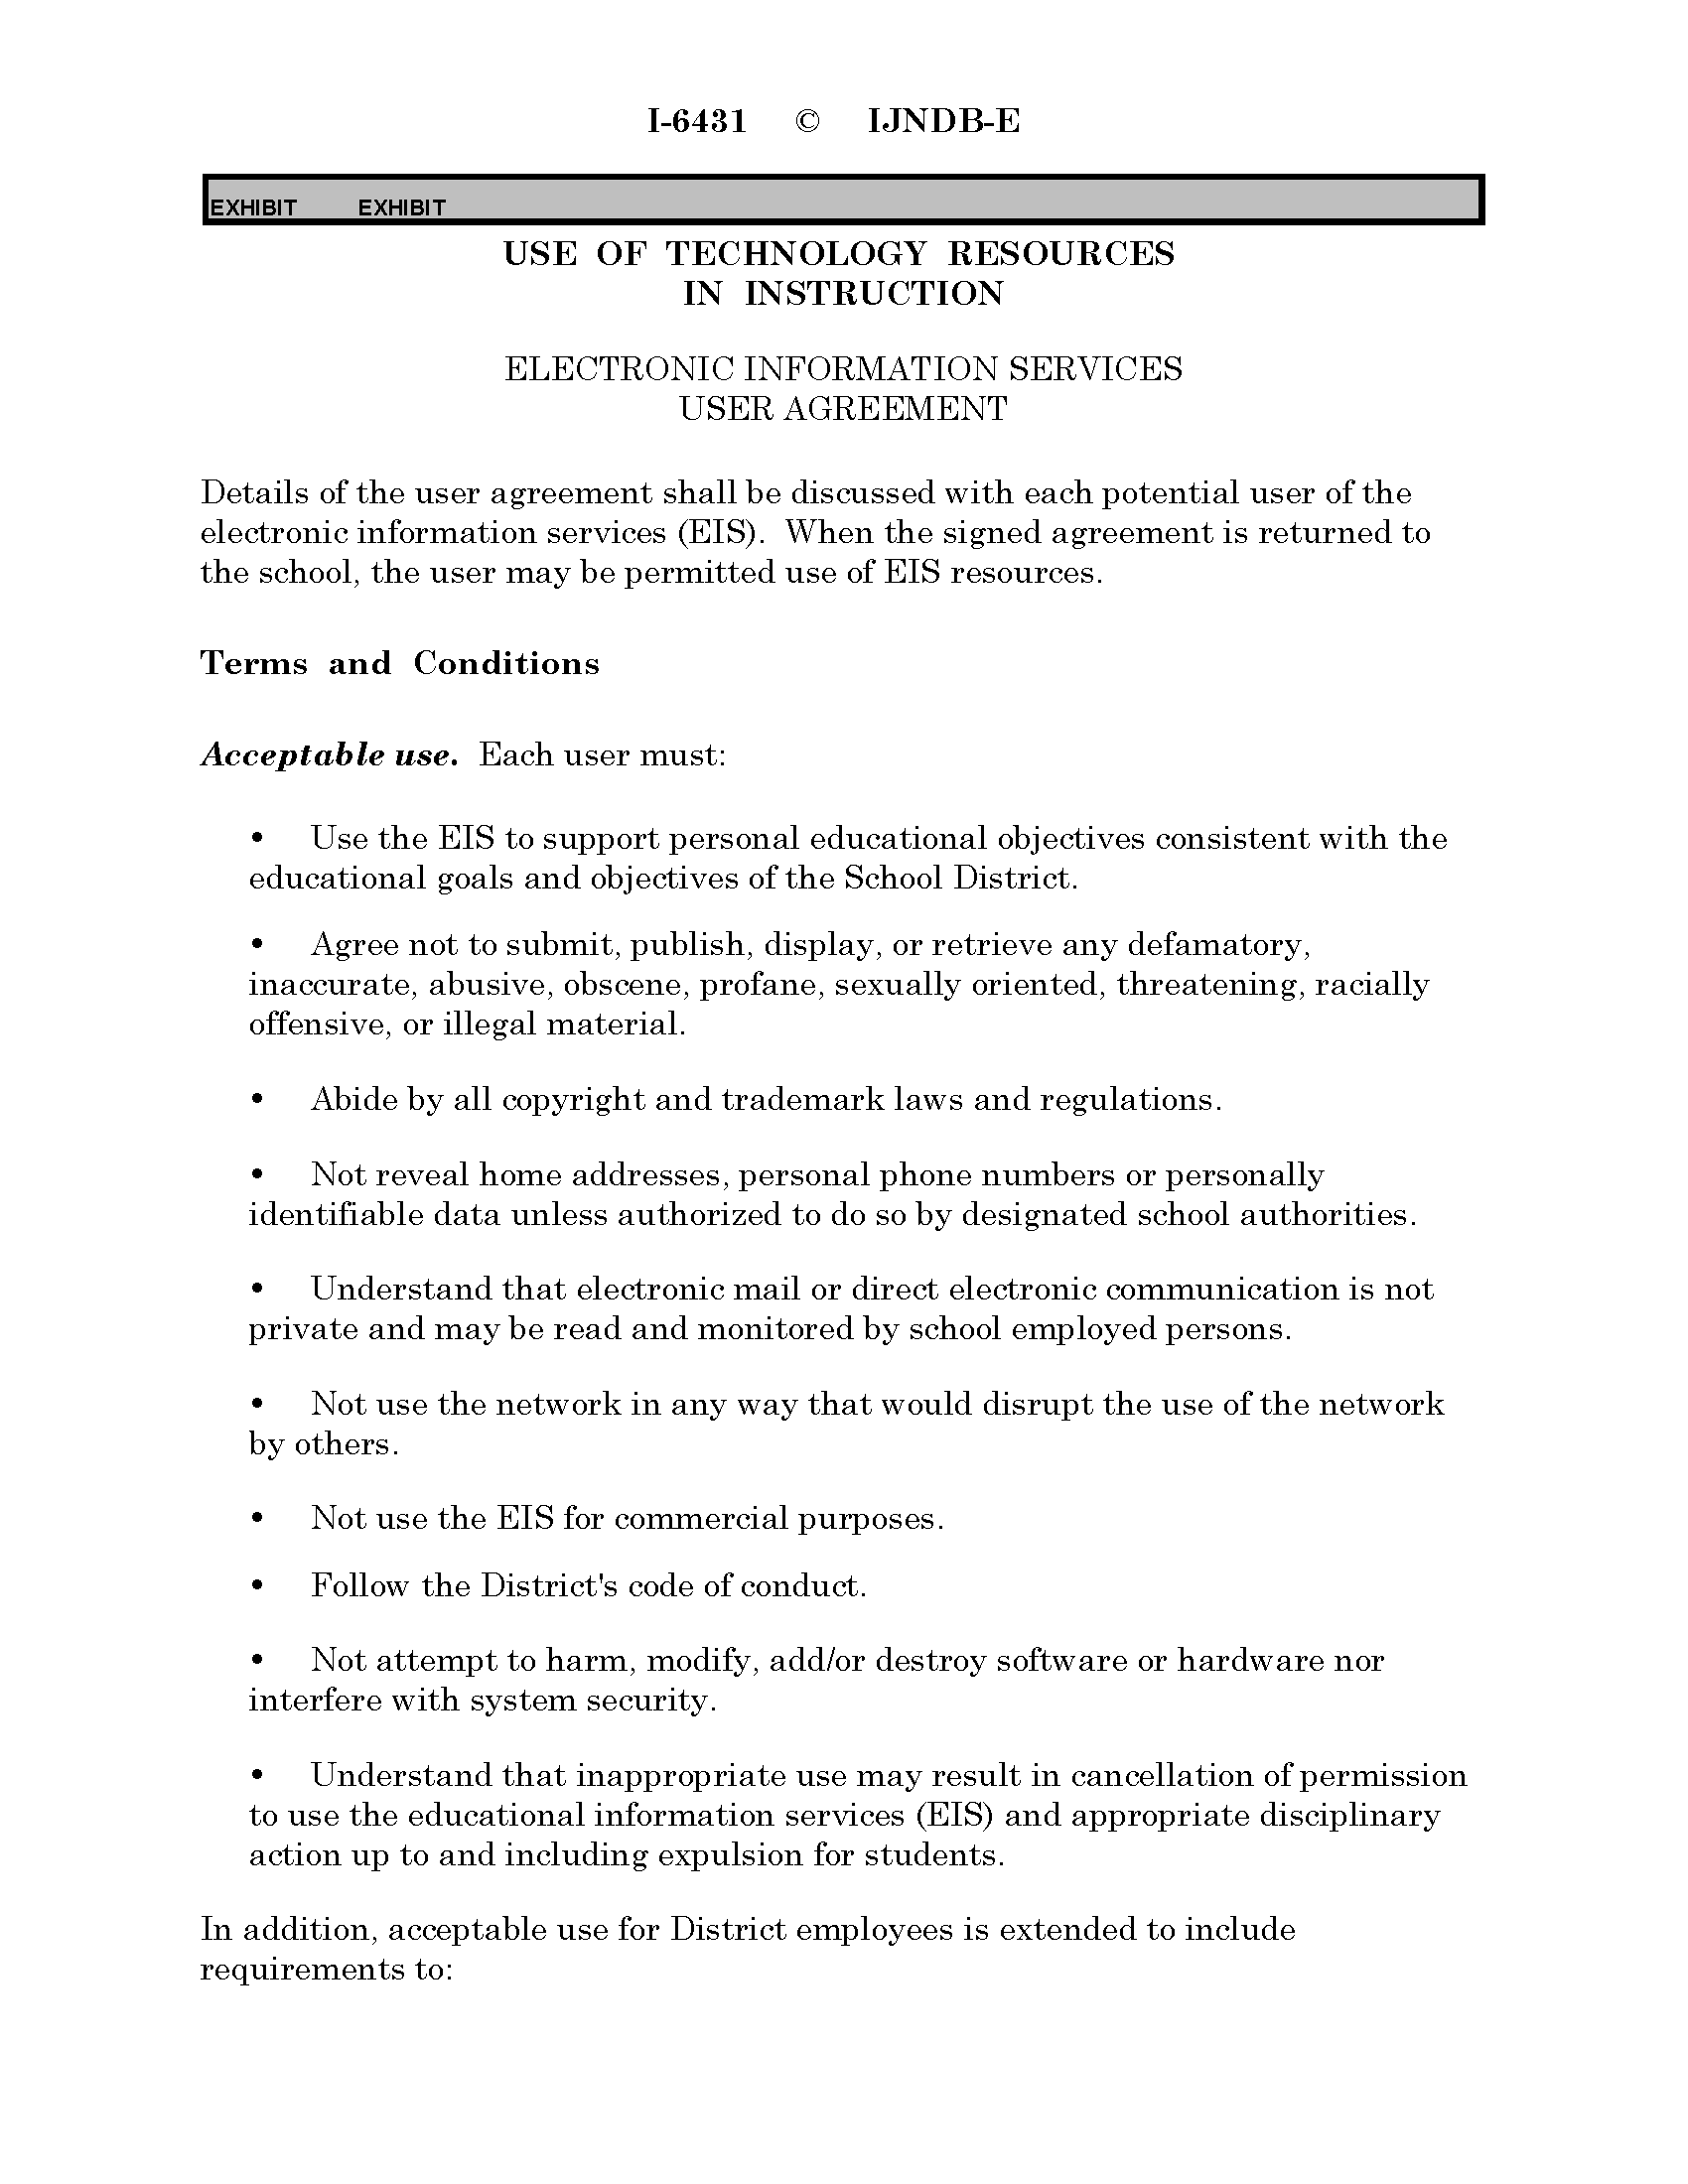 I-6431 © IJNDB-E
EXHIBIT EXHIBIT
USE OF TECHNOLOGY RESOURCES
IN INSTRUCTION
ELECTRONIC INFORMATION SERVICES
USER AGREEMENT
Details of the user agreement shall be discussed with each potential user of the
electronic information services (EIS). When the signed agreement is returned to
the school, the user may be permitted use of EIS resources.
Terms and Conditions
Acceptable use. Each user must:
• Use the EIS to support personal educational objectives consistent with the
educational goals and objectives of the School District.
• Agree not to submit, publish, display, or retrieve any defamatory,
inaccurate, abusive, obscene, profane, sexually oriented, threatening, racially
offensive, or illegal material.
• Abide by all copyright and trademark laws and regulations.
• Not reveal home addresses, personal phone numbers or personally
identifiable data unless authorized to do so by designated school authorities.
• Understand that electronic mail or direct electronic communication is not
private and may be read and monitored by school employed persons.
• Not use the network in any way that would disrupt the use of the network
by others.
• Not use the EIS for commercial purposes.
• Follow the District's code of conduct.
• Not attempt to harm, modify, add/or destroy software or hardware nor
interfere with system security.
• Understand that inappropriate use may result in cancellation of permission
to use the educational information services (EIS) and appropriate disciplinary
action up to and including expulsion for students.
In addition, acceptable use for District employees is extended to include
requirements to: